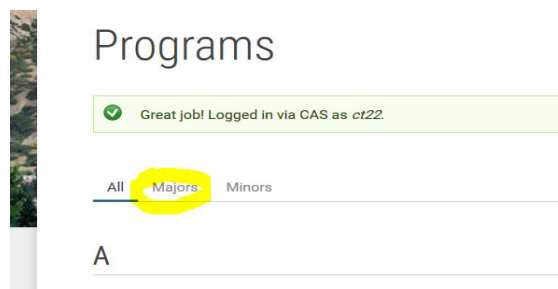 Programs
Great job! Logged in via CAS as ct22.
All Majors Minors
A